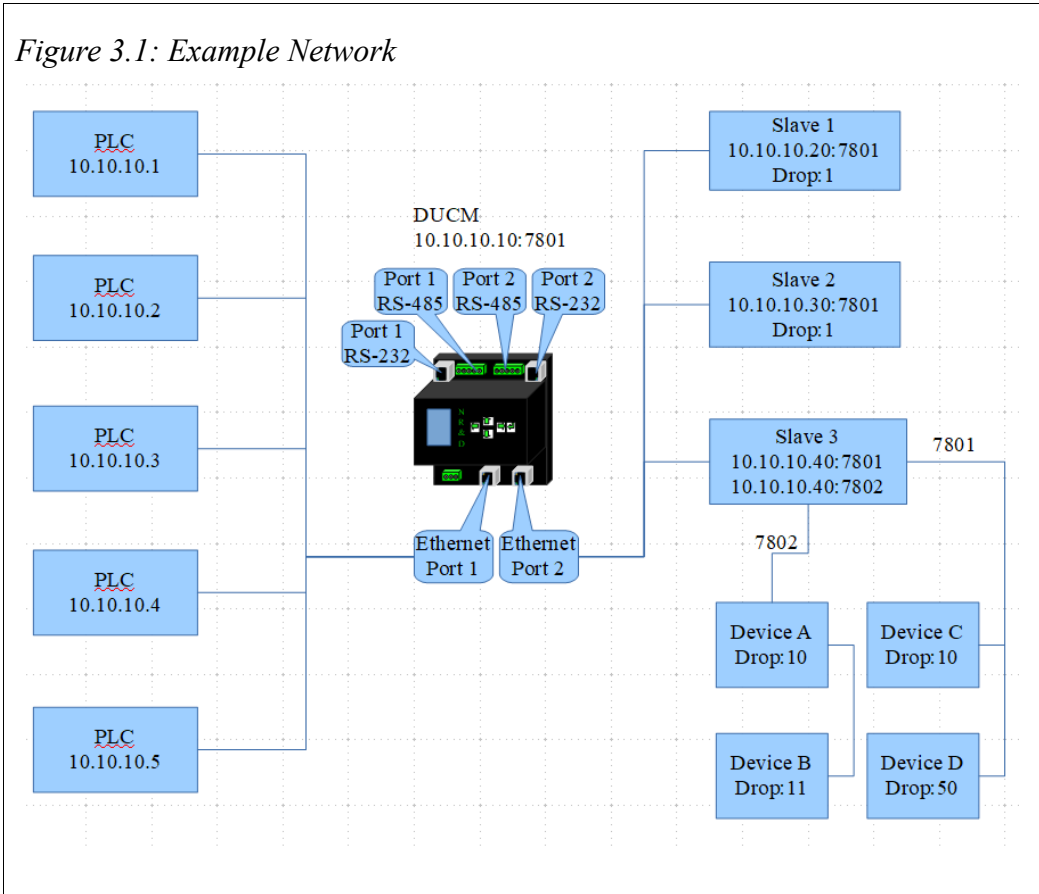 Figure 3.1: Example Network
PLC
10.10.10.1
PLC
10.10.10.2
PLC
10.10.10.3
PLC
10.10.10.4
PLC
10.10.10.5
DUCM
10.10.10.10:7801
Port 1
RS-485
Port 2
RS-485
Port 2
RS-232
Port 1
RS-232
N
R
&
D
Ethernet
Port 1
Ethernet
Port 2
Slave 1
10.10.10.20:7801
Drop:1
Slave 2
10.10.10.30:7801
Drop:1
Slave 3
10.10.10.40:7801
10.10.10.40:7802
7801
7802
Device A
Drop:10
Device C
Drop:10
Device B
Drop:11
Device D
Drop:50